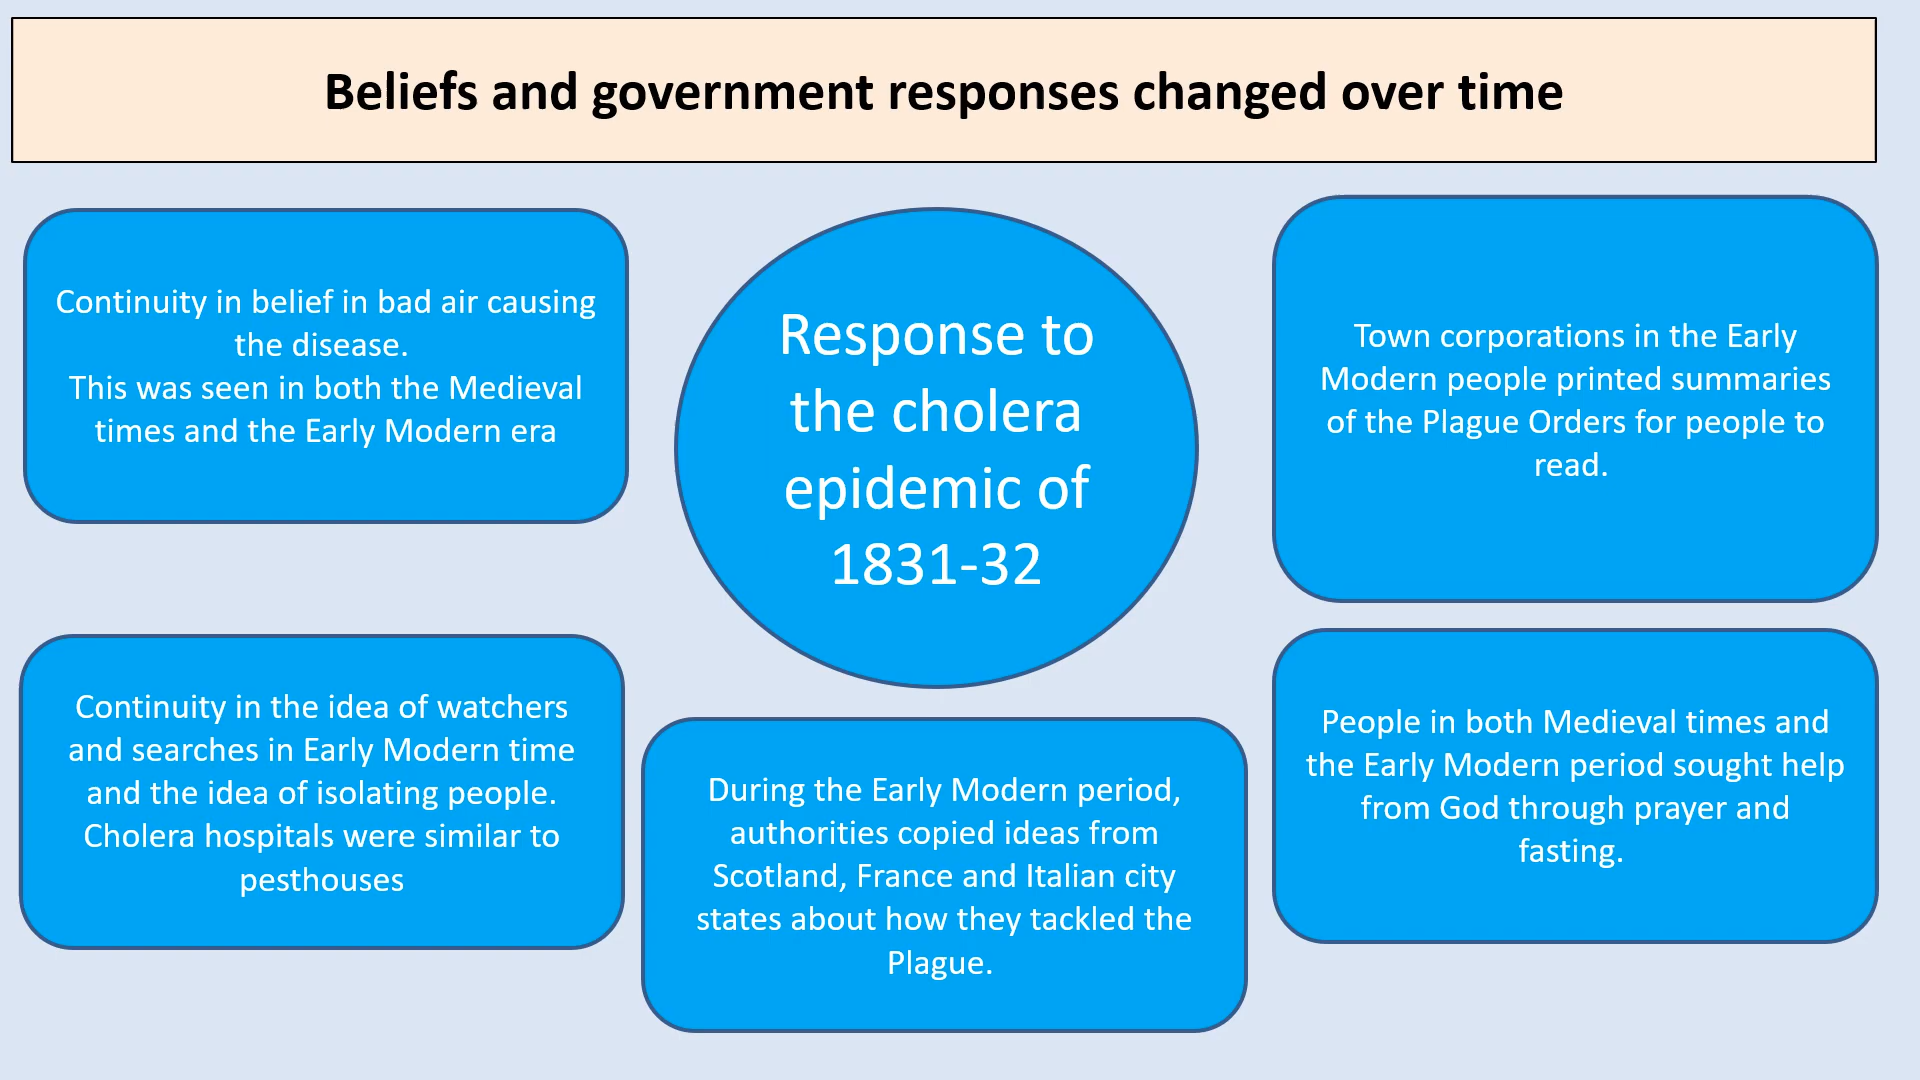 Beliefs and government responses changed over time
Continuity in belief in bad air causing
the disease.
This was seen in both the Medieval
times and the Early Modern era
Response to
the cholera
epidemic of
1831-32
Town corporations in the Early
Modern people printed summaries
of the Plague Orders for people to
read.
Continuity in the idea of watchers
and searches in Early Modern time
and the idea of isolating people.
Cholera hospitals were similar to
pesthouses
During the Early Modern period,
authorities copied ideas from
Scotland, France and Italian city
states about how they tackled the
Plague.
People in both Medieval times and
the Early Modern period sought help
from God through prayer and
fasting.